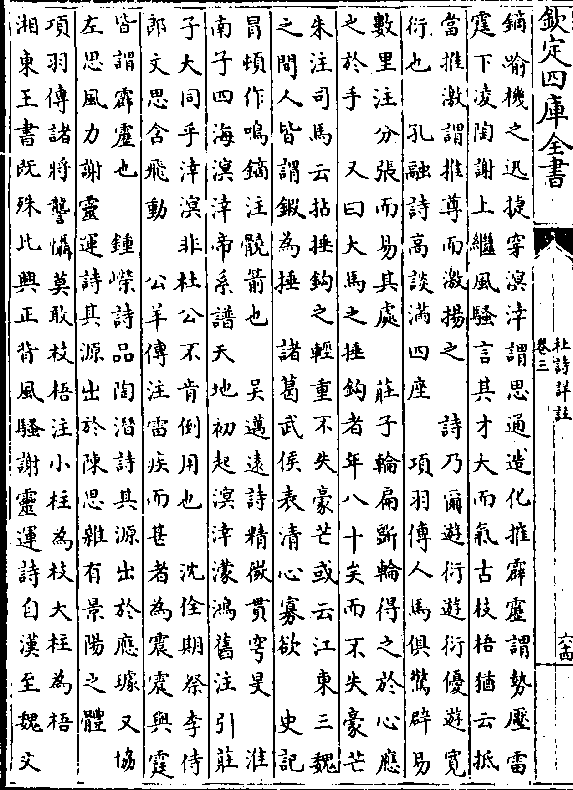 欽定四庫全書
杜詩詳註
卷三
六十四
鏑喻機之迅捷穿溟涬謂思通造化摧霹靂謂勢壓雷
霆下凌陶謝上繼風騷言其才大而氣古枝梧猶云抵
當推激謂推尊而激揚之 詩乃爾遊衍遊衍優遊寬
衍也 孔融詩高談滿四座 項羽傳人馬俱驚辟易
數里注分張而易其處 莊子輪扁斲輪得之於心應
之於手 又曰大馬之捶鈎者年八十矣而不失豪芒
朱注司馬云拈捶鈎之輕重不失豪芒或云江東三魏
之間人皆謂鍛為捶 諸葛武侯表清心寡欲 史記
冒頓作鳴鏑注髐箭也 吴邁遠詩精微貫穹旻 淮
南子四海溟涬帝系譜天地初起溟涬濛鴻舊注引莊
子大同乎涬溟非杜公不肯倒用也 沈佺期祭李侍
郎文思含飛動 公羊傳注雷疾而甚者為震震與霆
皆謂霹靂也 鍾嶸詩品陶潛詩其源出於應璩又協
左思風力謝靈運詩其源出於陳思雜有景陽之體
項羽傳諸將讋慴莫敢枝梧注小柱為枝大柱為梧
湘東王書既殊比興正背風騷謝靈運詩自漢至魏文